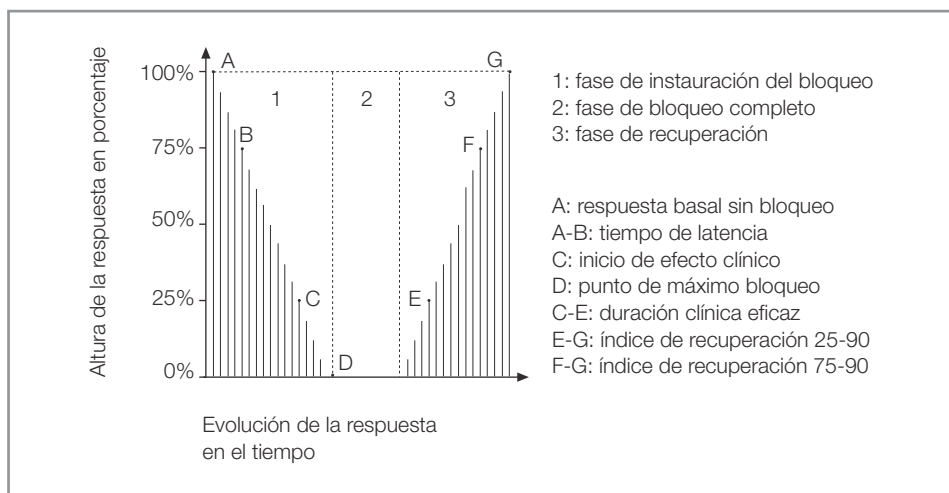 Altura de la respuesta en porcentaje
100%
75%
50%
25%
0%
A
G
1
2
3
B
F
C
E
D
Evolución de la respuesta
en el tiempo
1: fase de instauración del bloqueo
2: fase de bloqueo completo
3: fase de recuperación
A: respuesta basal sin bloqueo
A-B: tiempo de latencia
C: inicio de efecto clínico
D: punto de máximo bloqueo
C-E: duración clínica eficaz
E-G: índice de recuperación 25-90
F-G: índice de recuperación 75-90